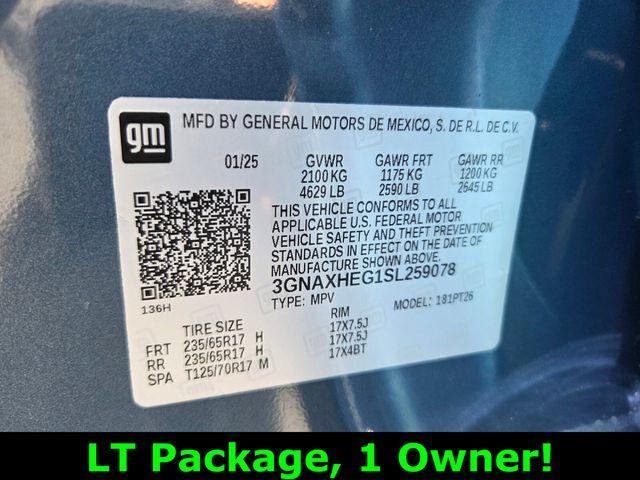 gm MFD BY GENERAL MOTORS DE MEXICO, S. DE R.L. DE C.V.
01/25 GVWR GAWR FRT GAWR RR
2100 KG 1175 KG 1200 KG
4629 LB 2590 LB 2645 LB
THIS VEHICLE CONFORMS TO ALL
APPLICABLE U.S. FEDERAL MOTOR
VEHICLE SAFETY AND THEFT PREVENTION
STANDARDS IN EFFECT ON THE DATE OF
MANUFACTURE SHOWN ABOVE.
3GNAXHEG1SL259078
136H TYPE: MPV MODEL: 181PT26
TIRE SIZE RIM
FRT 235/65R17 H 17X7.5J
RR 235/65R17 H 17X7.5J
SPA T125/70R17 M 17X4BT
LT Package, 1 Owner!